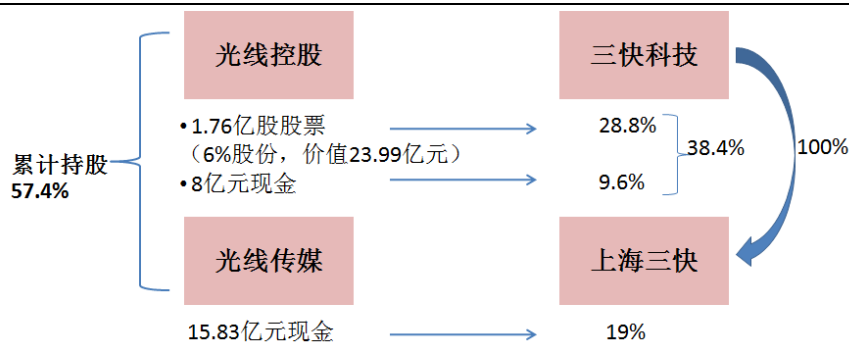 光线控股
三快科技
•1.76亿股股票
28.8%
（6%股份，价值23.99亿元）
38.4%
100%
累计持股
57.4%
•8亿元现金
9.6%
光线传媒
上海三快
15.83亿元现金
19%